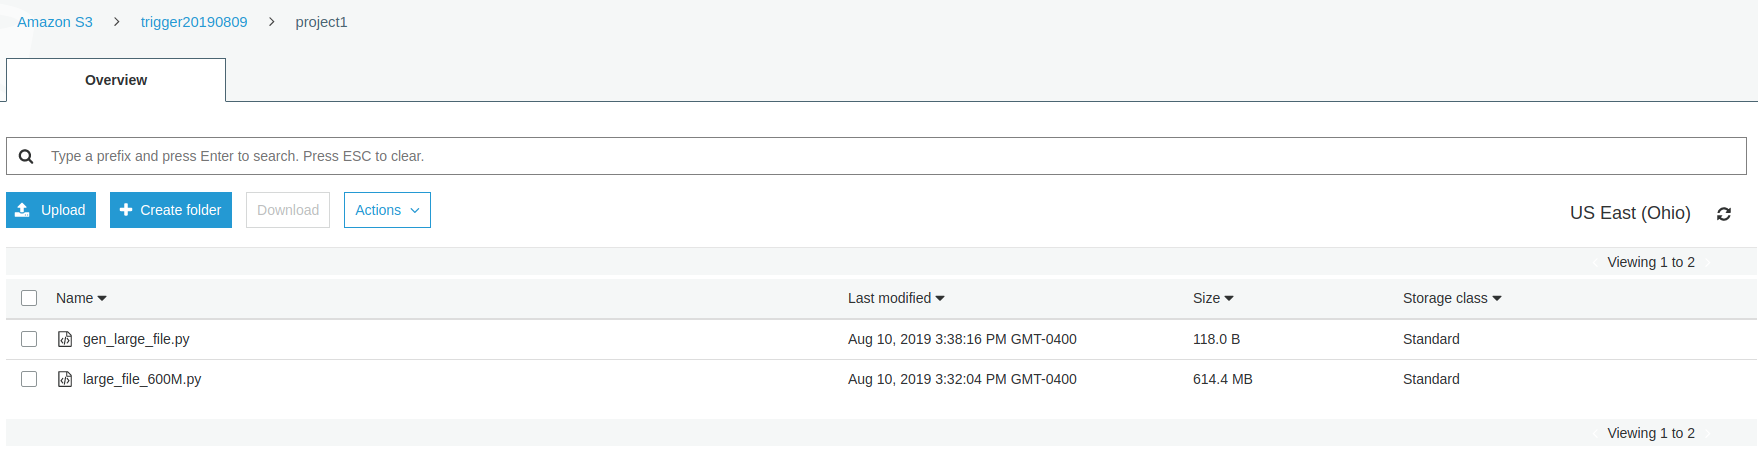 Amazon S3 > trigger20190809 > project1
Overview
Type a prefix and press Enter to search. Press ESC to clear.
Upload Create folder Download Actions US East (Ohio)
Viewing 1 to 2
Name Last modified Size Storage class
gen_large_file.py Aug 10, 2019 3:38:16 PM GMT-0400 118.0 B Standard
large_file_600M.py Aug 10, 2019 3:32:04 PM GMT-0400 614.4 MB Standard
Viewing 1 to 2